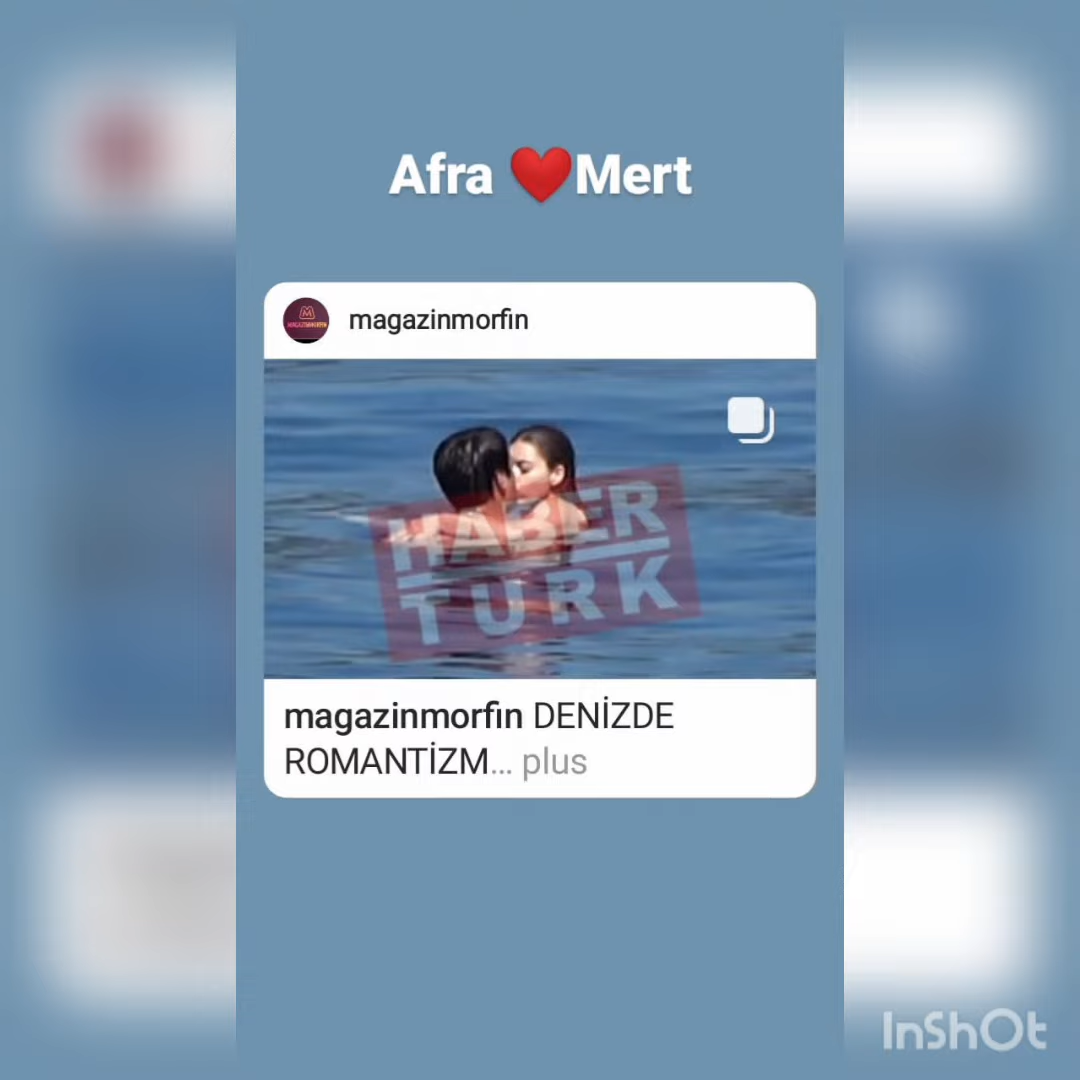 Afra ❤️Mert
magazinmorfin
HABER
TURK
magazinmorfin DENİZDE
ROMANTİZM... plus
InShOt